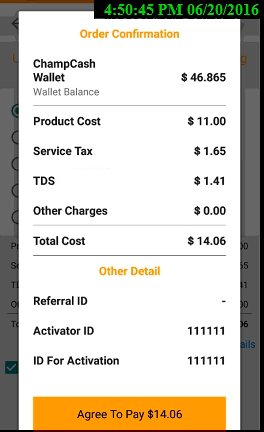 4:50:45 PM 06/20/2016
Order Confirmation
ChampCash
Wallet $ 46.865
Wallet Balance
Product Cost $ 11.00
Service Tax $ 1.65
TDS $ 1.41
Other Charges $ 0.00
Total Cost $ 14.06
Other Detail
Referral ID -
Activator ID 111111
ID For Activation 111111
Agree To Pay $14.06